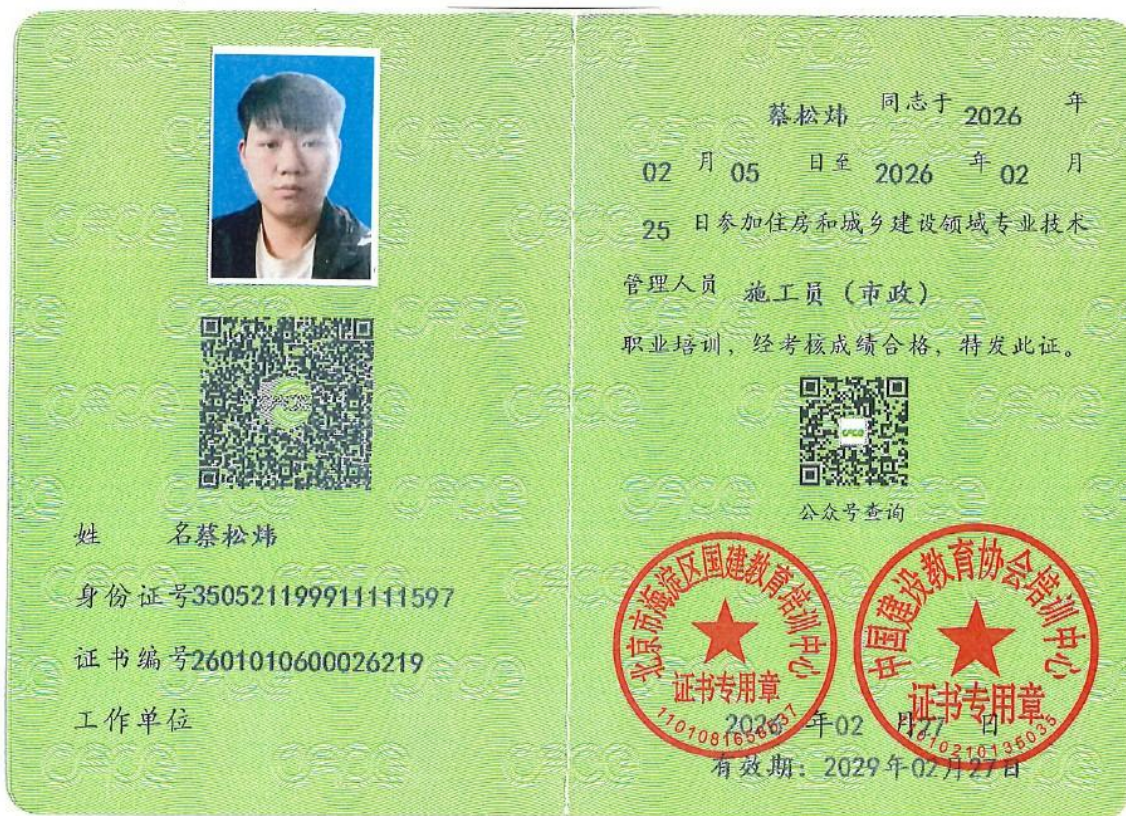 姓 名蔡松炜
身份证号350521199911111597
证书编号2601010600026219
工作单位
蔡松炜 同志于 2026 年
02 月 05 日至 2026 年 02 月
25 日参加住房和城乡建设领域专业技术
管理人员 施工员（市政）
职业培训，经考核成绩合格，特发此证。
公众号查询
北京市海淀区国建教育培训中心
证书专用章
中国建设教育协会培训中心
证书专用章
2026 年02 月27 日
有效期：2029年02月27日